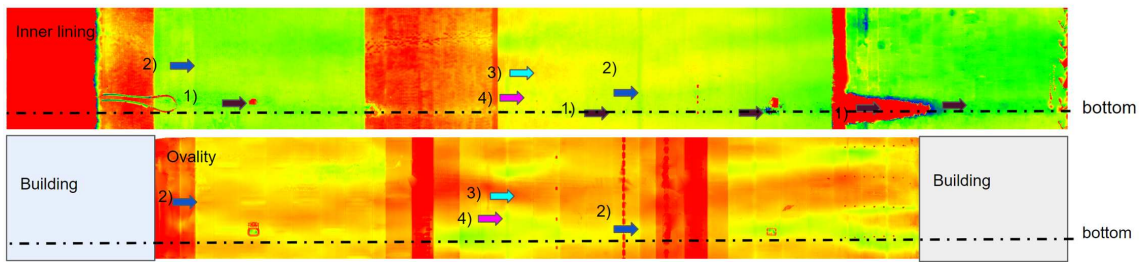 Inner lining
2)
1)
3)
4)
2)
1)
1)
bottom
Ovality
Building
2)
3)
4)
2)
Building
bottom